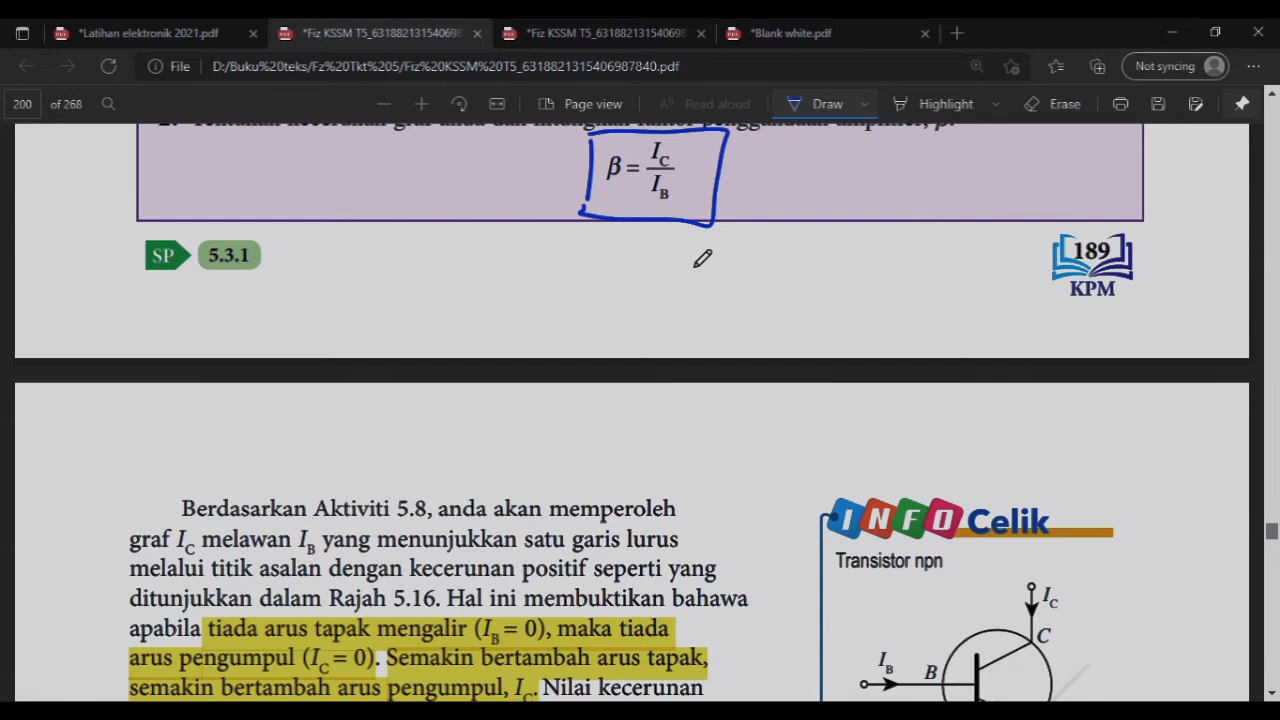 *Latihan elektronik 2021.pdf
*Fiz KSSM T5_631882131540698
*Fiz KSSM T5_631882131540698
*Blank white.pdf
File
D:/Buku%20teks/Fz%20Tkt%205/Fiz%20KSSM%20T5_6318821315406987840.pdf
Not syncing
200 of 268
Page view
Read aloud
Draw
Highlight
Erase
β = I_C / I_B
SP 5.3.1
189
KPM
Berdasarkan Aktiviti 5.8, anda akan memperoleh
graf I_C melawan I_B yang menunjukkan satu garis lurus
melalui titik asalan dengan kecerunan positif seperti yang
ditunjukkan dalam Rajah 5.16. Hal ini membuktikan bahawa
apabila tiada arus tapak mengalir (I_B = 0), maka tiada
arus pengumpul (I_C = 0). Semakin bertambah arus tapak,
semakin bertambah arus pengumpul, I_C. Nilai kecerunan
INFO Celik
Transistor npn
I_C
C
I_B
B